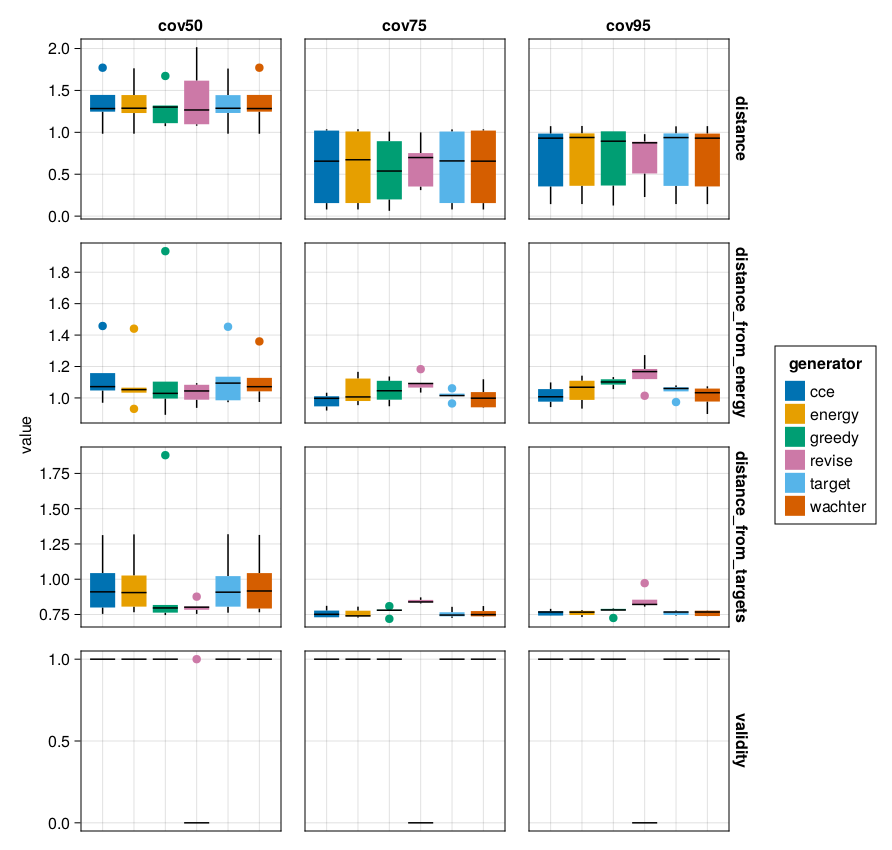 cov50 cov75 cov95
2.0
1.5
1.0
0.5
0.0
distance
1.8
1.6
1.4
1.2
1.0
distance_from_energy
value
1.75
1.50
1.25
1.00
0.75
distance_from_targets
1.0
0.5
0.0
validity
generator
cce
energy
greedy
revise
target
wachter